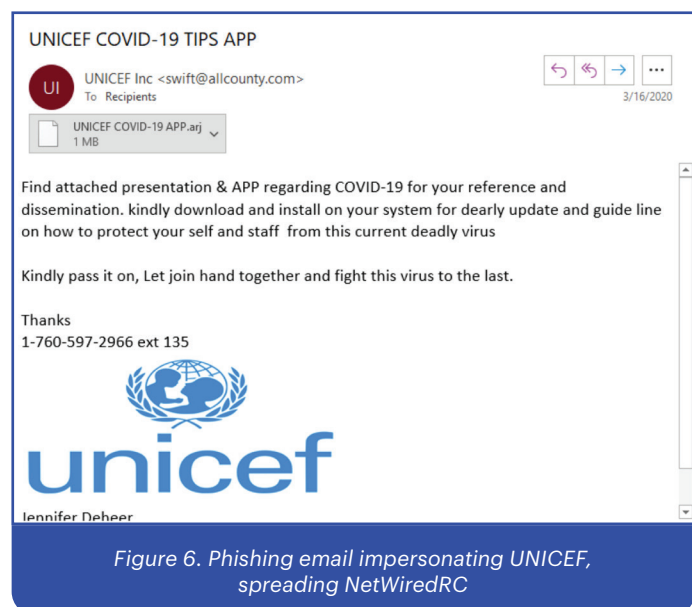 UNICEF COVID-19 TIPS APP
UI
UNICEF Inc <swift@allcounty.com>
To Recipients
3/16/2020
UNICEF COVID-19 APP.arj
1 MB
Find attached presentation & APP regarding COVID-19 for your reference and
dissemination. kindly download and install on your system for dearly update and guide line
on how to protect your self and staff from this current deadly virus
Kindly pass it on, Let join hand together and fight this virus to the last.
Thanks
1-760-597-2966 ext 135
unicef
Jennifer Deheer
Figure 6. Phishing email impersonating UNICEF,
spreading NetWiredRC